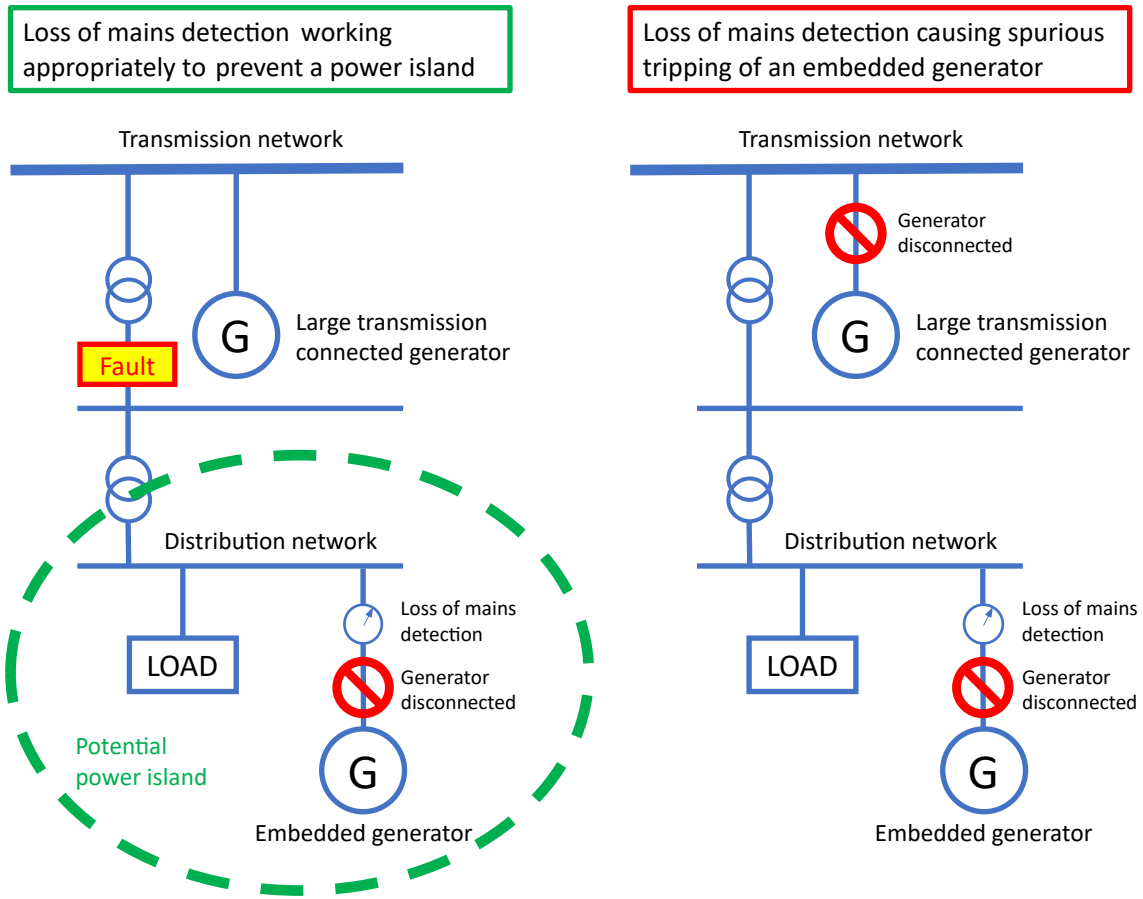 Loss of mains detection working
appropriately to prevent a power island
Transmission network
G
Large transmission
connected generator
Fault
Distribution network
Loss of mains
detection
LOAD
Generator
disconnected
Potential
power island
G
Embedded generator
Loss of mains detection causing spurious
tripping of an embedded generator
Transmission network
Generator
disconnected
G
Large transmission
connected generator
Distribution network
Loss of mains
detection
LOAD
Generator
disconnected
G
Embedded generator